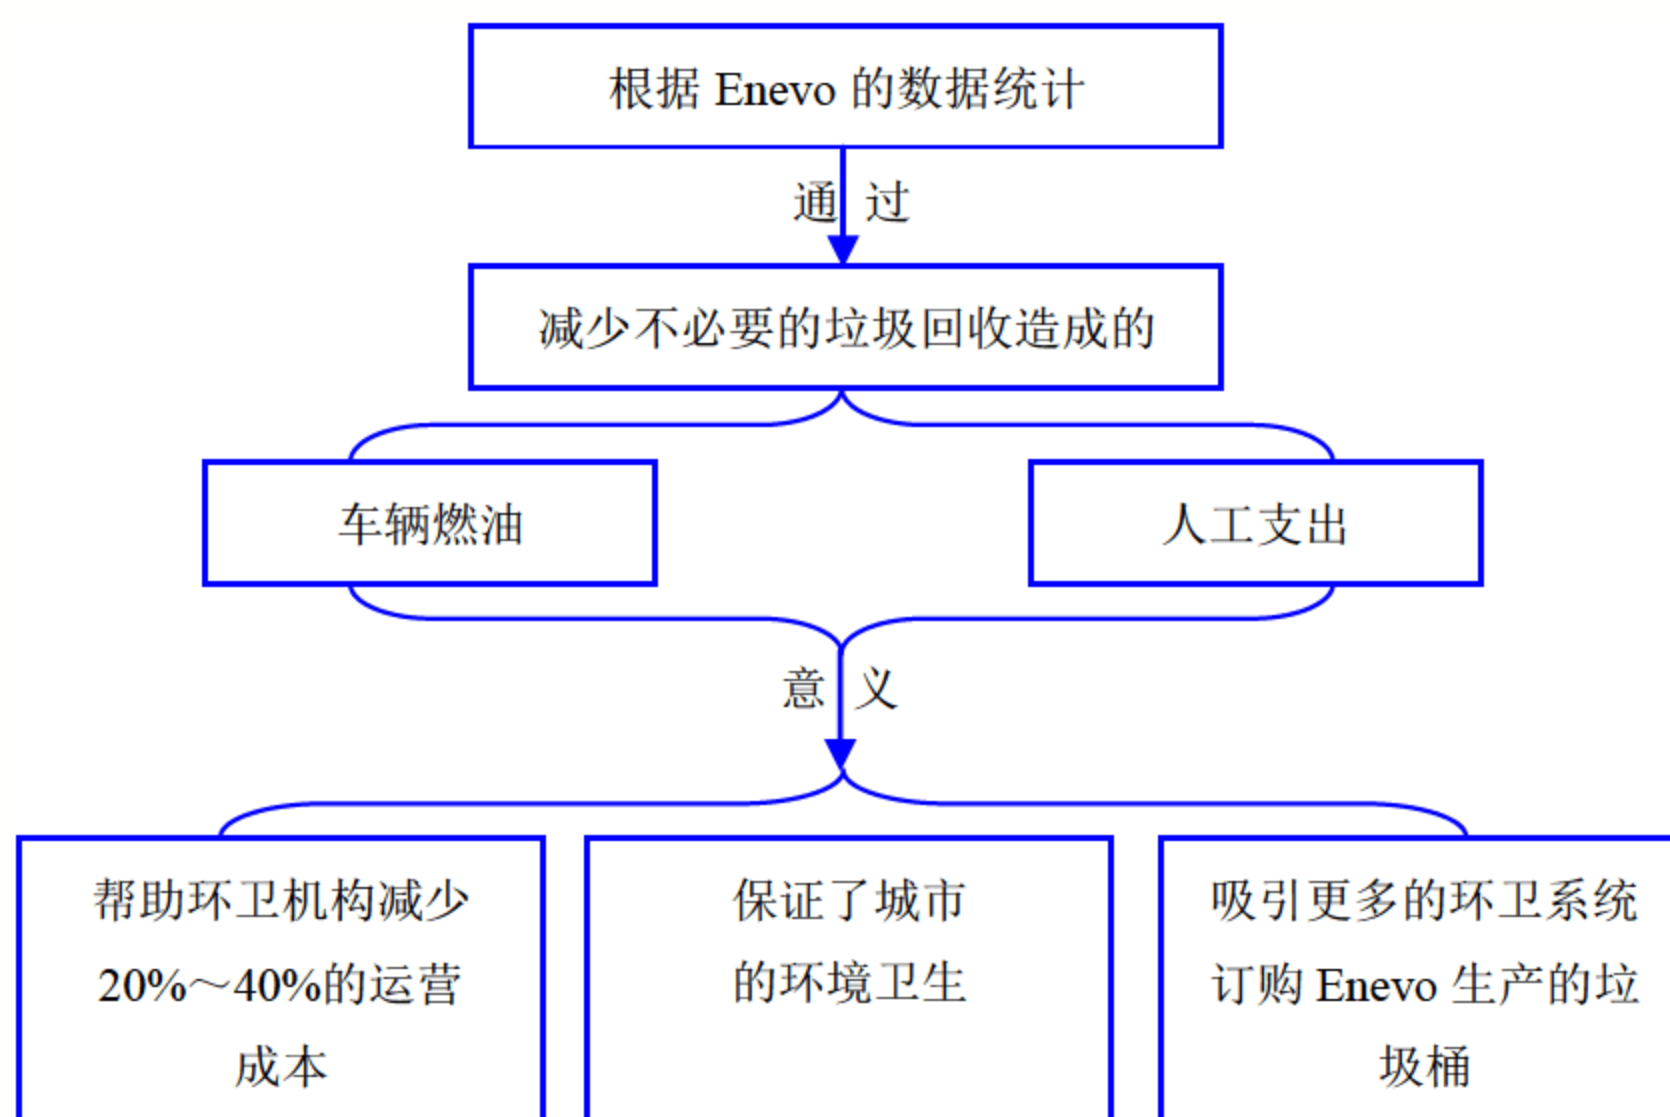 根据 Enevo 的数据统计
通 过
减少不必要的垃圾回收造成的
车辆燃油
人工支出
意 义
帮助环卫机构减少
20%～40%的运营
成本
保证了城市
的环境卫生
吸引更多的环卫系统
订购 Enevo 生产的垃
圾桶